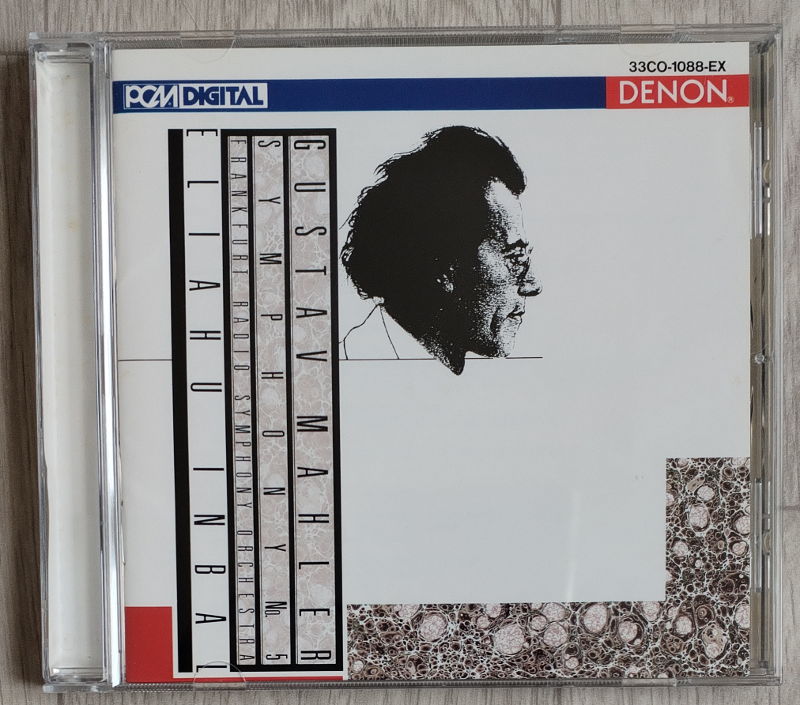 33CO-1088-EX
PCM DIGITAL
DENON®
GUSTAV MAHLER
SYMPHONY No. 5
FRANKFURT RADIO SYMPHONY ORCHESTRA
ELIAHU INBAL